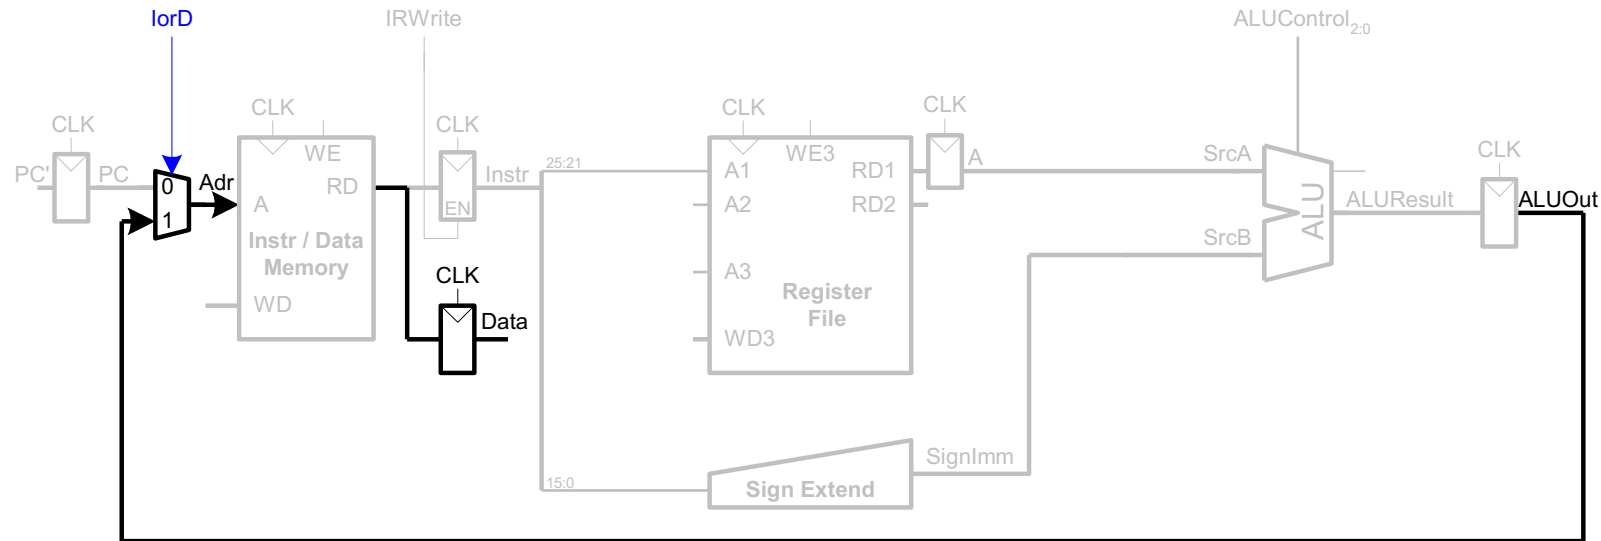 IorD
IRWrite
ALUControl2:0
CLK
CLK
CLK
CLK
CLK
CLK
PC'
PC
0
1
Adr
WE
RD
A
Instr / Data
Memory
WD
EN
Instr
CLK
Data
25:21
15:0
A1
A2
A3
WD3
WE3
RD1
RD2
Register
File
A
Sign Extend
SignImm
SrcA
SrcB
ALU
ALUResult
ALUOut